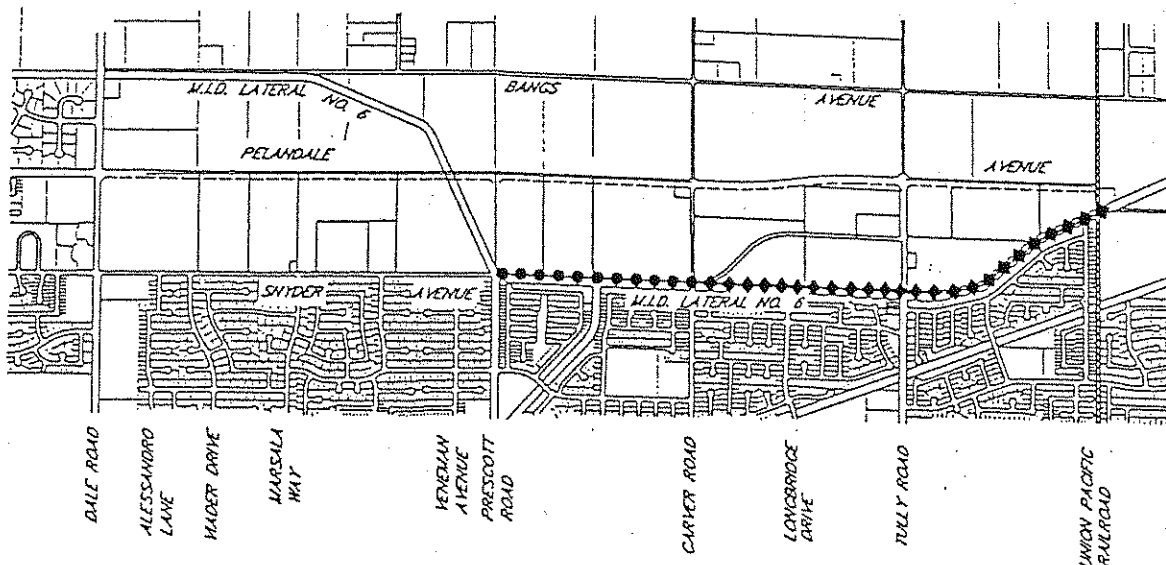 M.I.D. LATERAL
NO. 6
BANGS
AVENUE
PELANDALE
AVENUE
SNYDER
AVENUE
M.I.D. LATERAL NO. 6
DALE ROAD
ALESSANDRO
LANE
VIADER DRIVE
MARSALA
WAY
VENEMAN
AVENUE
PRESCOTT
ROAD
CARVER ROAD
LONGBRIDGE
DRIVE
TULLY ROAD
UNION PACIFIC
RAILROAD